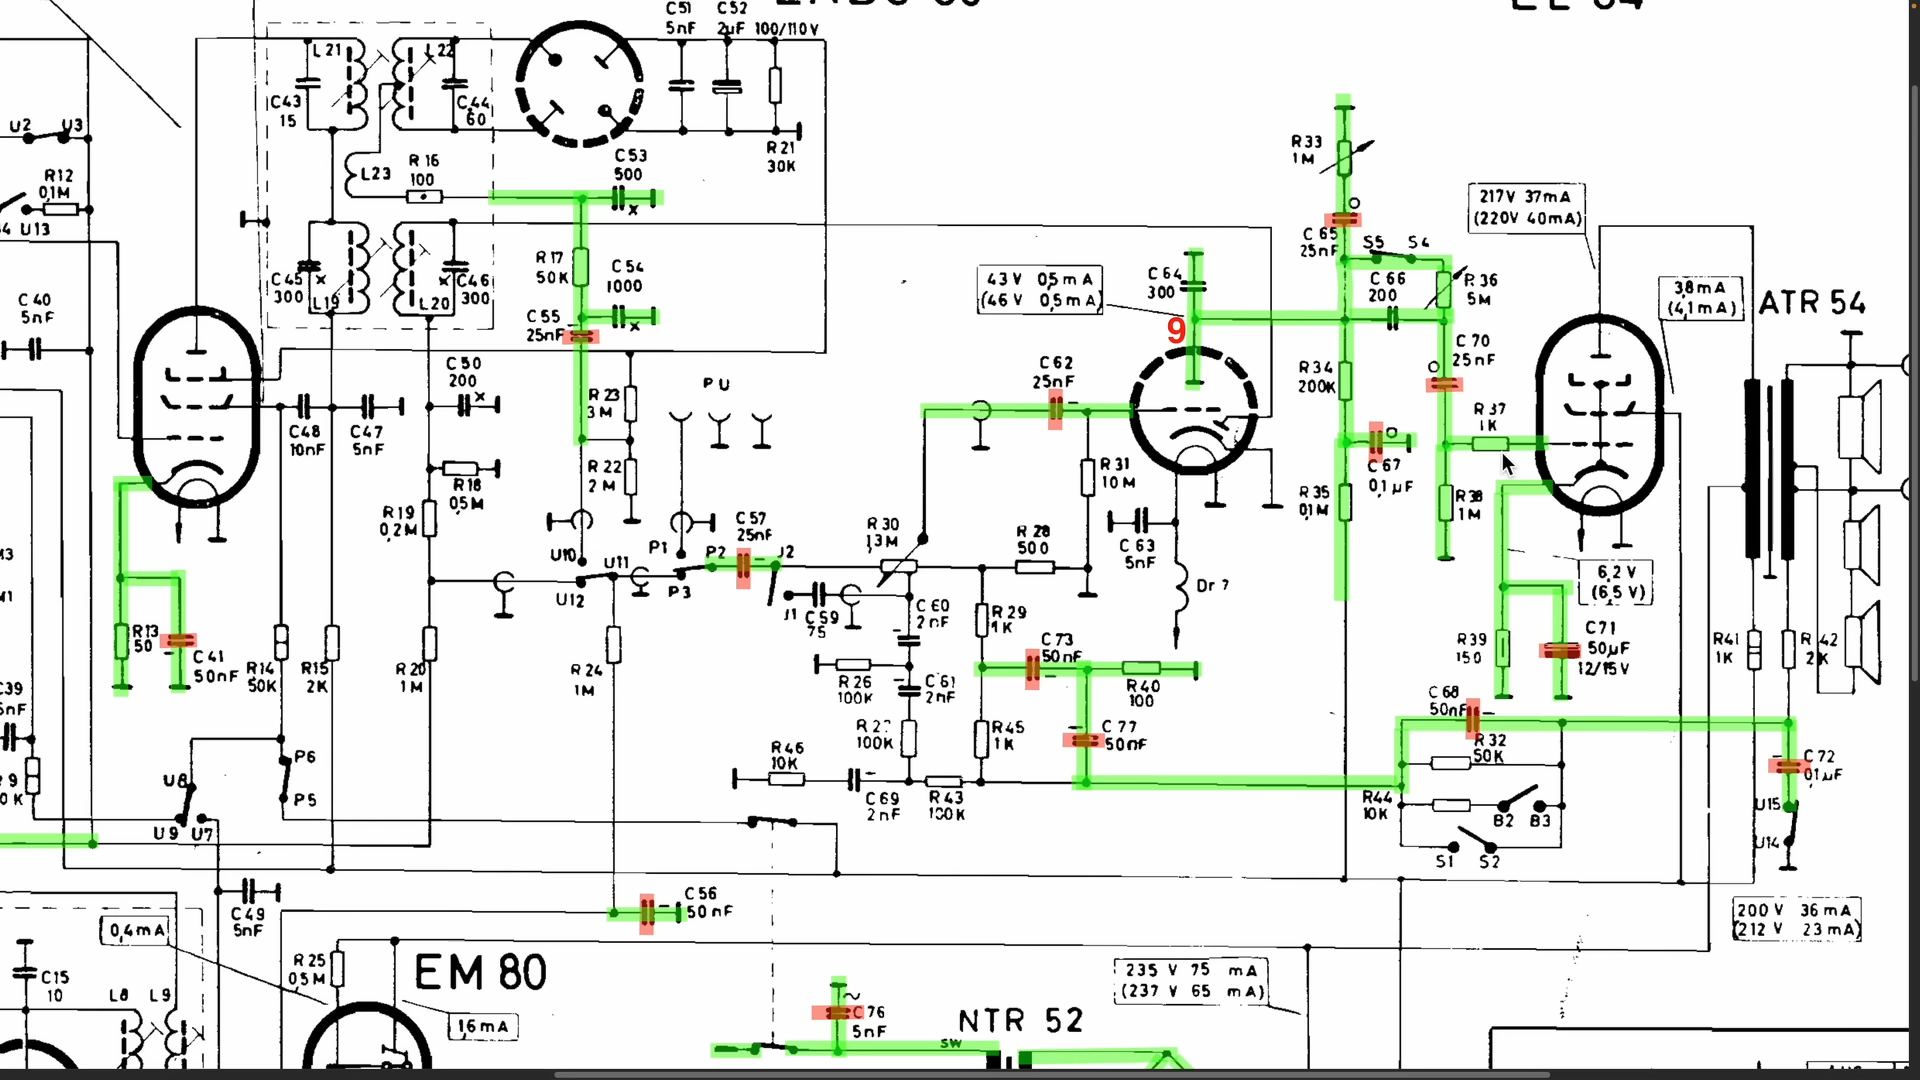 C51
5nF
C52
2µF
100/110V
L21
L22
C43
15
C44
60
U2
U3
R21
30K
R33
1M
C53
500
R16
100
L23
R12
0,1M
U13
217V 37mA
(220V 40mA)
C65
25nF
S5
S4
R17
50K
C54
1000
C45
300
L19
L20
C46
300
43V 0,5mA
(46V 0,5mA)
C64
300
C66
200
R36
5M
38mA
(4,1mA)
ATR 54
C40
5nF
C55
25nF
9
C70
25nF
C50
200
R23
3M
PU
C62
25nF
R34
200K
R37
1K
C48
10nF
C47
5nF
R18
0,5M
R22
2M
R31
10M
C67
0,1µF
R35
0,1M
R38
1M
R19
0,2M
C57
25nF
R30
1,3M
R28
500
C63
5nF
U10
U11
U12
P1
P2
P3
J2
J1
C59
75
Dr 7
6,2V
(6,5V)
C60
2nF
R29
1K
R13
50
C41
50nF
R14
50K
R15
2K
R20
1M
R24
1M
R26
100K
C61
2nF
C73
50nF
R40
100
R39
150
C71
50µF
12/15V
R41
1K
R42
2K
R27
100K
R45
1K
C77
50nF
C68
50nF
R32
50K
C72
0,1µF
P6
P5
U8
U9
U7
R46
10K
C69
2nF
R43
100K
R44
10K
B2
B3
S1
S2
U15
U14
C49
5nF
C56
50nF
0,4mA
200V 36mA
(212V 23mA)
R25
0,5M
EM 80
C15
10
L8
L9
1,6mA
C76
5nF
SW
NTR 52
235 V 75 mA
(237 V 65 mA)